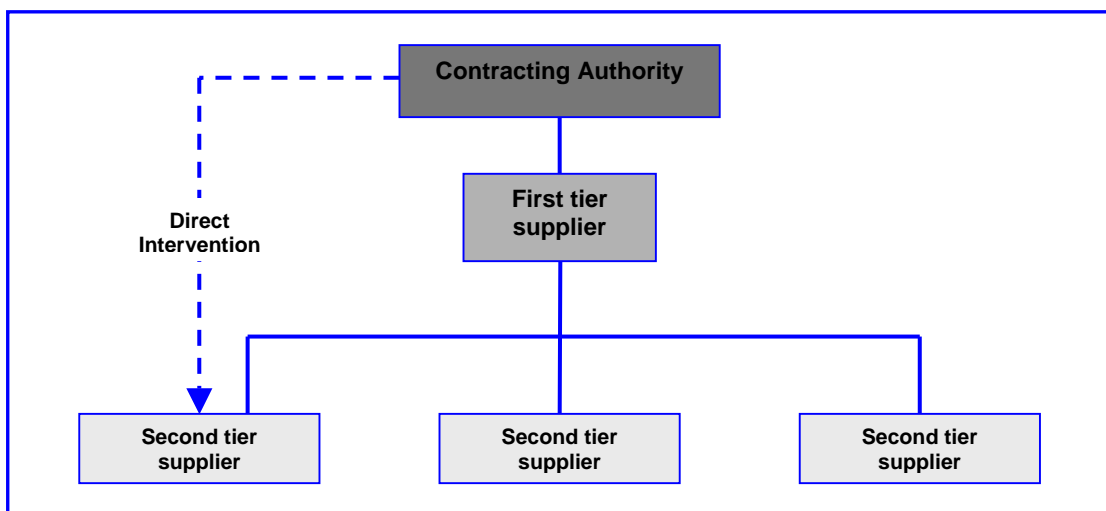 Contracting Authority
First tier
supplier
Direct
Intervention
Second tier
supplier
Second tier
supplier
Second tier
supplier